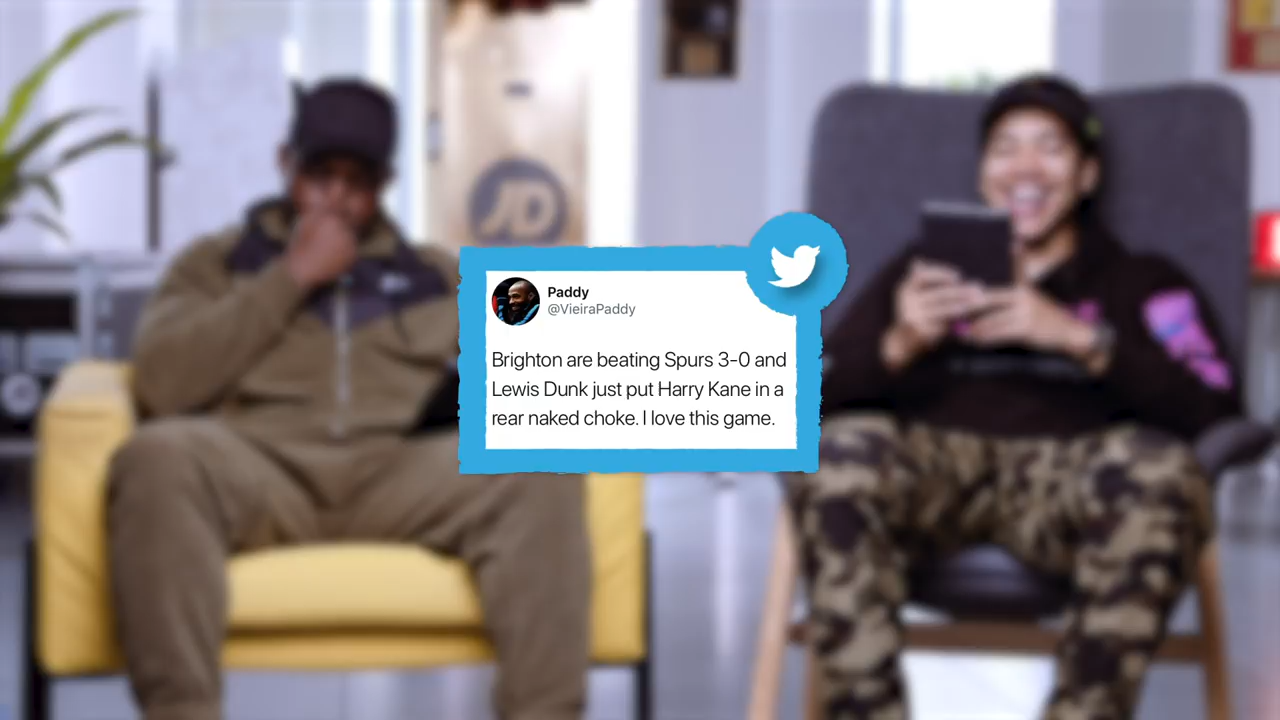 JD
Paddy
@VieiraPaddy
Brighton are beating Spurs 3-0 and
Lewis Dunk just put Harry Kane in a
rear naked choke. I love this game.